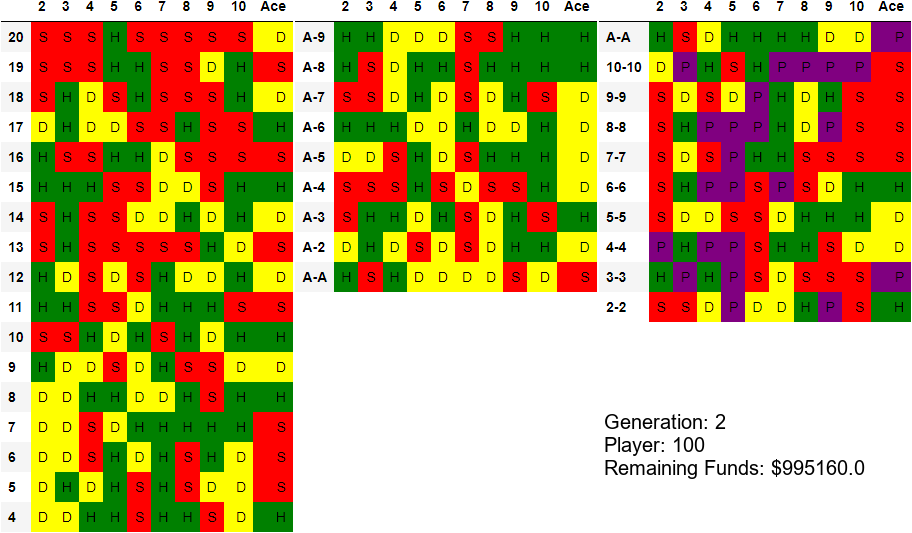 2 3 4 5 6 7 8 9 10 Ace
20 S S S H S S S S S D
19 S S S H H S S D H S
18 S H D S H S S S H D
17 D H D D S S H S S H
16 H S S H H D S S S S
15 H H H S S D D S H H
14 S H S S D D H D H D
13 S H S S S S S H D S
12 H D S D S H D D H D
11 H H S S D H H H S S
10 S S H D H S H D H H
9 H D D S D H S S D D
8 D D H H D D H S H H
7 D D S D H H H H H S
6 D D S H D H S H D S
5 D H D H S H S D D S
4 D D H H S H H S D H
2 3 4 5 6 7 8 9 10 Ace
A-9 H H D D D S S H H H
A-8 H S D H H S H H H H
A-7 S S D H D S D H S D
A-6 H H H D D H D D H D
A-5 D D S H D S H H H D
A-4 S S S H S D S S H D
A-3 S H H D H S D H S H
A-2 D H D S D S D H H D
A-A H S H D D D D S D S
2 3 4 5 6 7 8 9 10 Ace
A-A H S D H H H H D D P
10-10 D P H S H P P P P S
9-9 S D S D P H D H S S
8-8 S H P P P H D P S S
7-7 S D S P H H S S S S
6-6 S H P P S P S D H H
5-5 S D D S S D H H H D
4-4 P H P P S H H S D D
3-3 H P H P S D S S S P
2-2 S S D P D D H P S H
Generation: 2
Player: 100
Remaining Funds: $995160.0